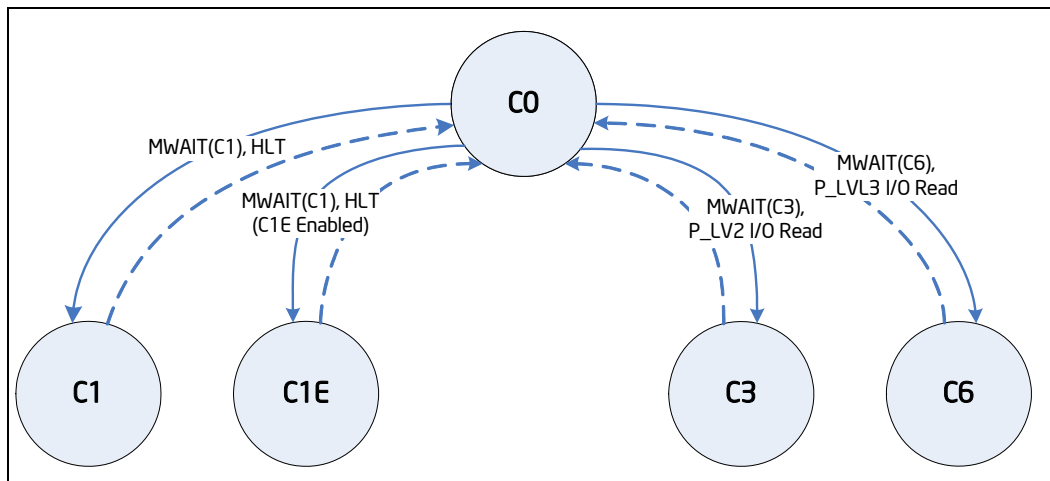 C0
MWAIT(C1), HLT
MWAIT(C1), HLT
(C1E Enabled)
MWAIT(C3),
P_LV2 I/O Read
MWAIT(C6),
P_LVL3 I/O Read
C1
C1E
C3
C6